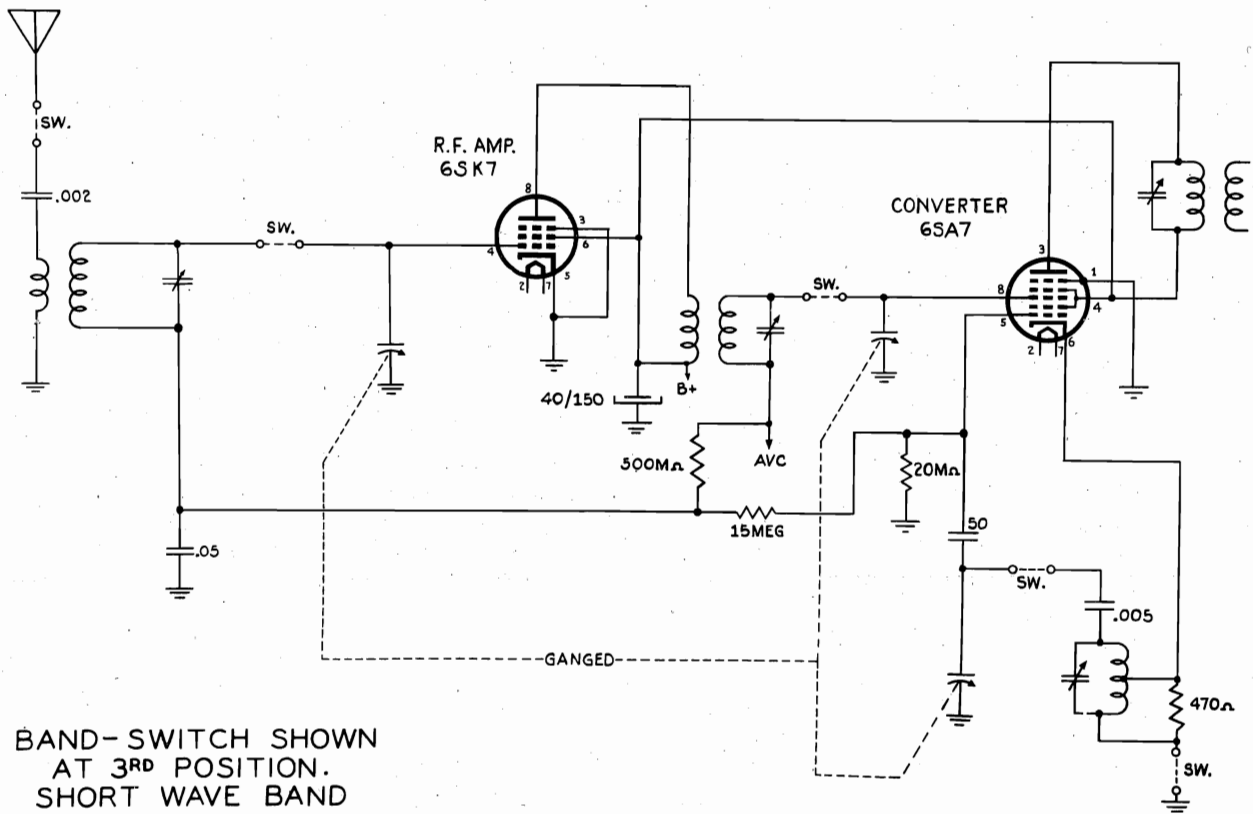 SW.
.002
SW.
R.F. AMP.
6SK7
8
3
6
4
5
2
7
CONVERTER
6SA7
3
1
8
4
5
6
2
7
SW.
B+
40/150
500MΩ
AVC
20MΩ
15MEG
.05
50
SW.
.005
GANGED
470Ω
SW.
BAND-SWITCH SHOWN
AT 3RD POSITION.
SHORT WAVE BAND